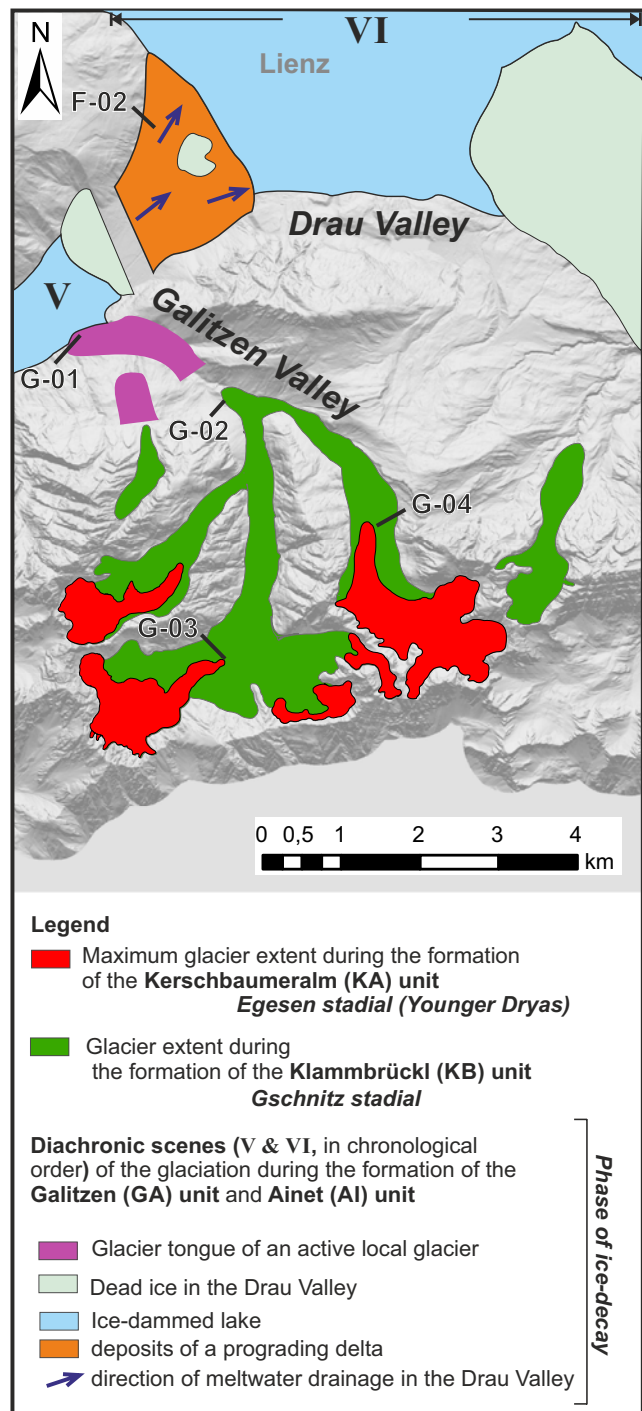 VI
N
Lienz
F-02
Drau Valley
V
Galitzen Valley
G-01
G-02
G-04
G-03
0 0,5 1 2 3 4
km
Legend
Maximum glacier extent during the formation
of the Kerschbaumeralm (KA) unit
Egesen stadial (Younger Dryas)
Glacier extent during
the formation of the Klammbrückl (KB) unit
Gschnitz stadial
Diachronic scenes (V & VI, in chronological
order) of the glaciation during the formation of the
Galitzen (GA) unit and Ainet (AI) unit
Glacier tongue of an active local glacier
Dead ice in the Drau Valley
Ice-dammed lake
deposits of a prograding delta
direction of meltwater drainage in the Drau Valley
Phase of ice-decay